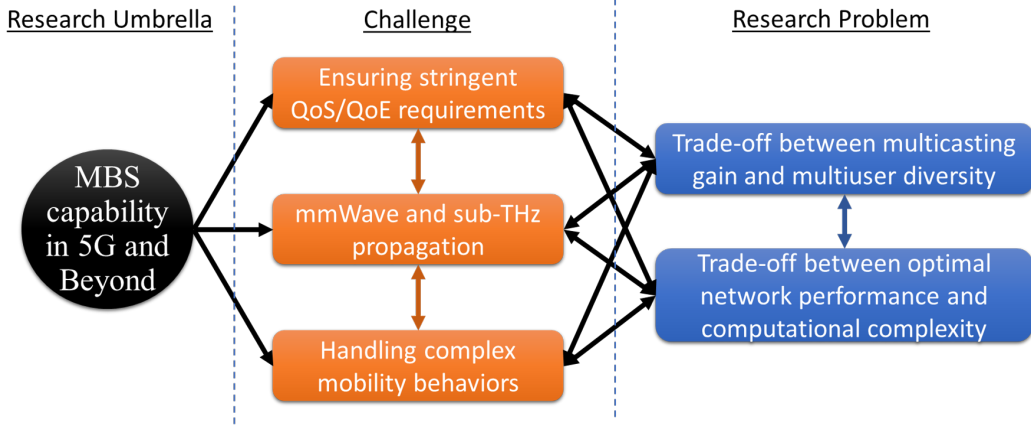 Research Umbrella
Challenge
Research Problem
MBS
capability
in 5G and
Beyond
Ensuring stringent
QoS/QoE requirements
mmWave and sub-THz
propagation
Handling complex
mobility behaviors
Trade-off between multicasting
gain and multiuser diversity
Trade-off between optimal
network performance and
computational complexity